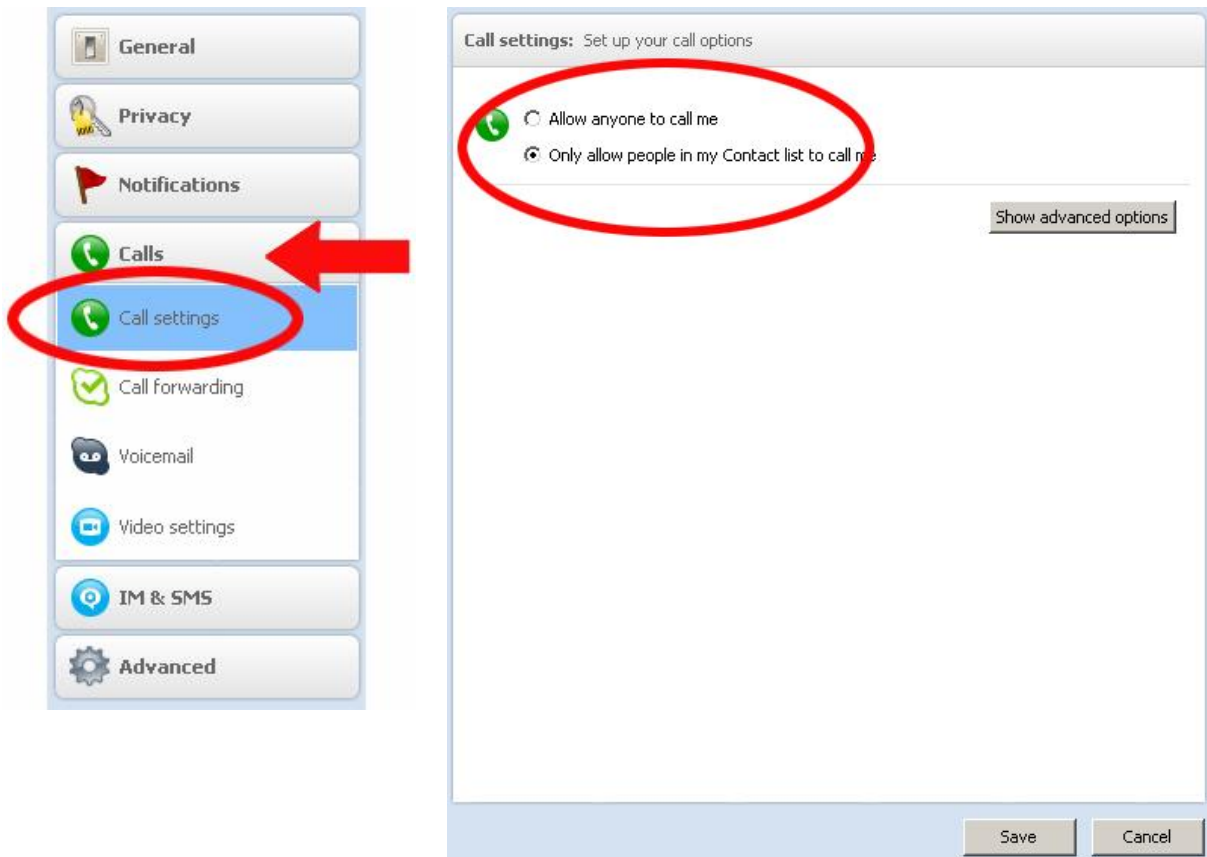 General
Privacy
Notifications
Calls
Call settings
Call forwarding
Voicemail
Video settings
IM & SMS
Advanced
Call settings: Set up your call options
Allow anyone to call me
Only allow people in my Contact list to call me
Show advanced options
Save
Cancel